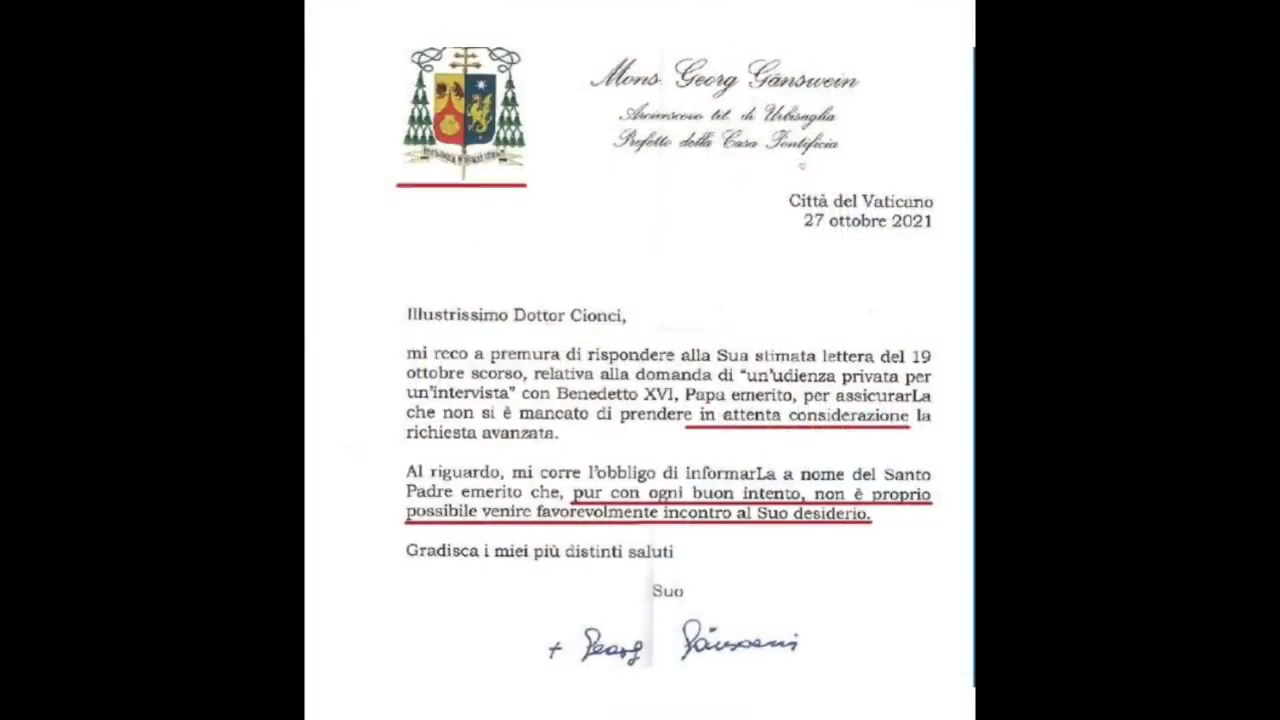 Mons. Georg Gänswein
Arcivescovo tit. di Urbisaglia
Prefetto della Casa Pontificia
Città del Vaticano
27 ottobre 2021
Illustrissimo Dottor Cionci,
mi reco a premura di rispondere alla Sua stimata lettera del 19
ottobre scorso, relativa alla domanda di “un’udienza privata per
un’intervista” con Benedetto XVI, Papa emerito, per assicurarLa
che non si è mancato di prendere in attenta considerazione la
richiesta avanzata.
Al riguardo, mi corre l’obbligo di informarLa a nome del Santo
Padre emerito che, pur con ogni buon intento, non è proprio
possibile venire favorevolmente incontro al Suo desiderio.
Gradisca i miei più distinti saluti
Suo
+ Georg Gänswein